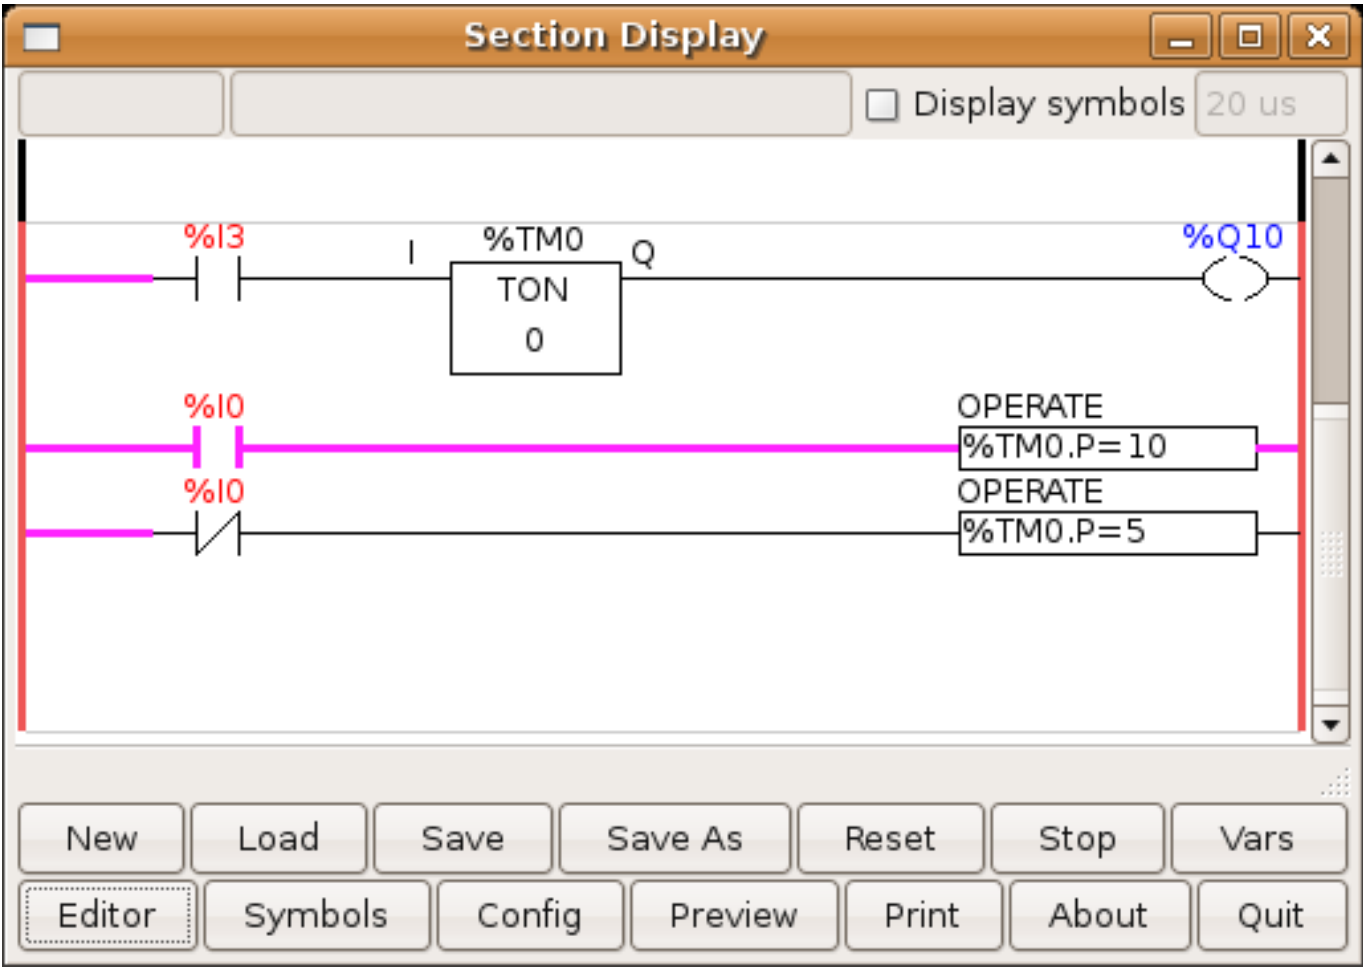 Section Display
Display symbols 20 us
%I3 I %TM0 Q %Q10
TON
0
%I0 OPERATE
%TM0.P=10
%I0 OPERATE
%TM0.P=5
New Load Save Save As Reset Stop Vars
Editor Symbols Config Preview Print About Quit